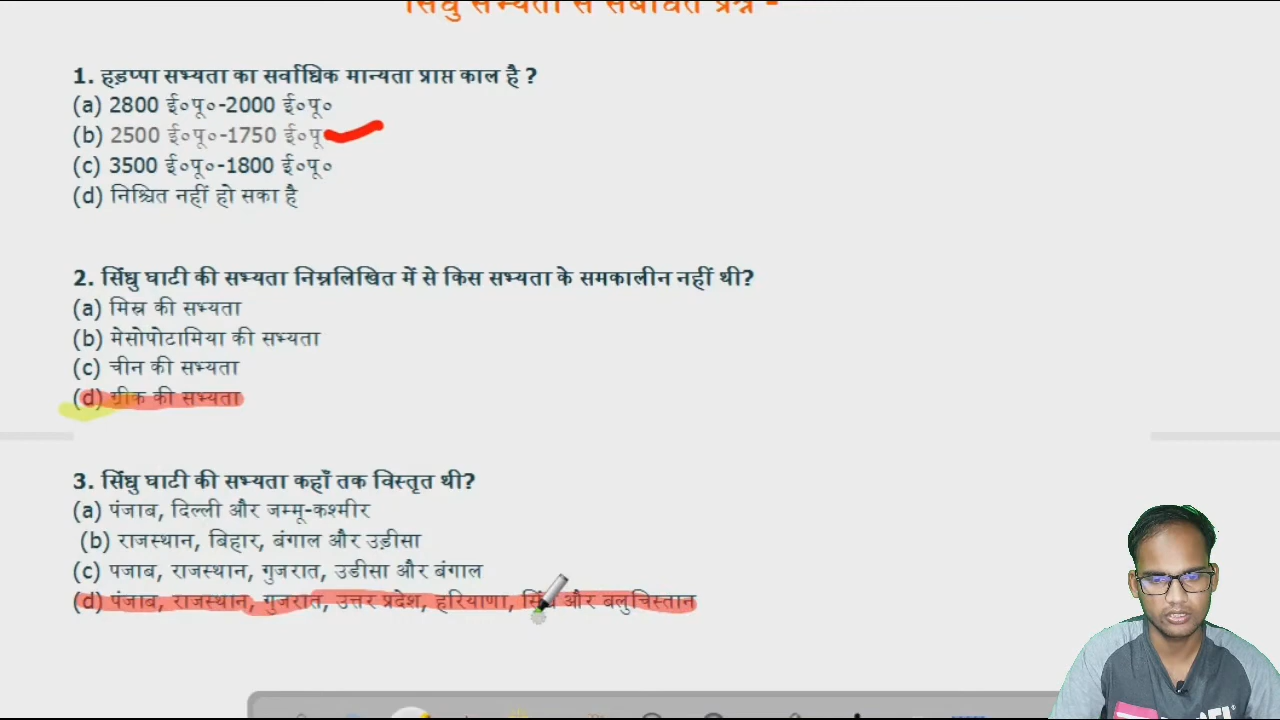 सिंधु सभ्यता से संबंधित प्रश्न -
1. हड़प्पा सभ्यता का सर्वाधिक मान्यता प्राप्त काल है ?
(a) 2800 ई०पू०-2000 ई०पू०
(b) 2500 ई०पू०-1750 ई०पू
(c) 3500 ई०पू०-1800 ई०पू०
(d) निश्चित नहीं हो सका है
2. सिंधु घाटी की सभ्यता निम्नलिखित में से किस सभ्यता के समकालीन नहीं थी?
(a) मिस्र की सभ्यता
(b) मेसोपोटामिया की सभ्यता
(c) चीन की सभ्यता
(d) ग्रीक की सभ्यता
3. सिंधु घाटी की सभ्यता कहाँ तक विस्तृत थी?
(a) पंजाब, दिल्ली और जम्मू-कश्मीर
(b) राजस्थान, बिहार, बंगाल और उड़ीसा
(c) पजाब, राजस्थान, गुजरात, उडीसा और बंगाल
(d) पंजाब, राजस्थान, गुजरात, उत्तर प्रदेश, हरियाणा, सिंध और बलुचिस्तान